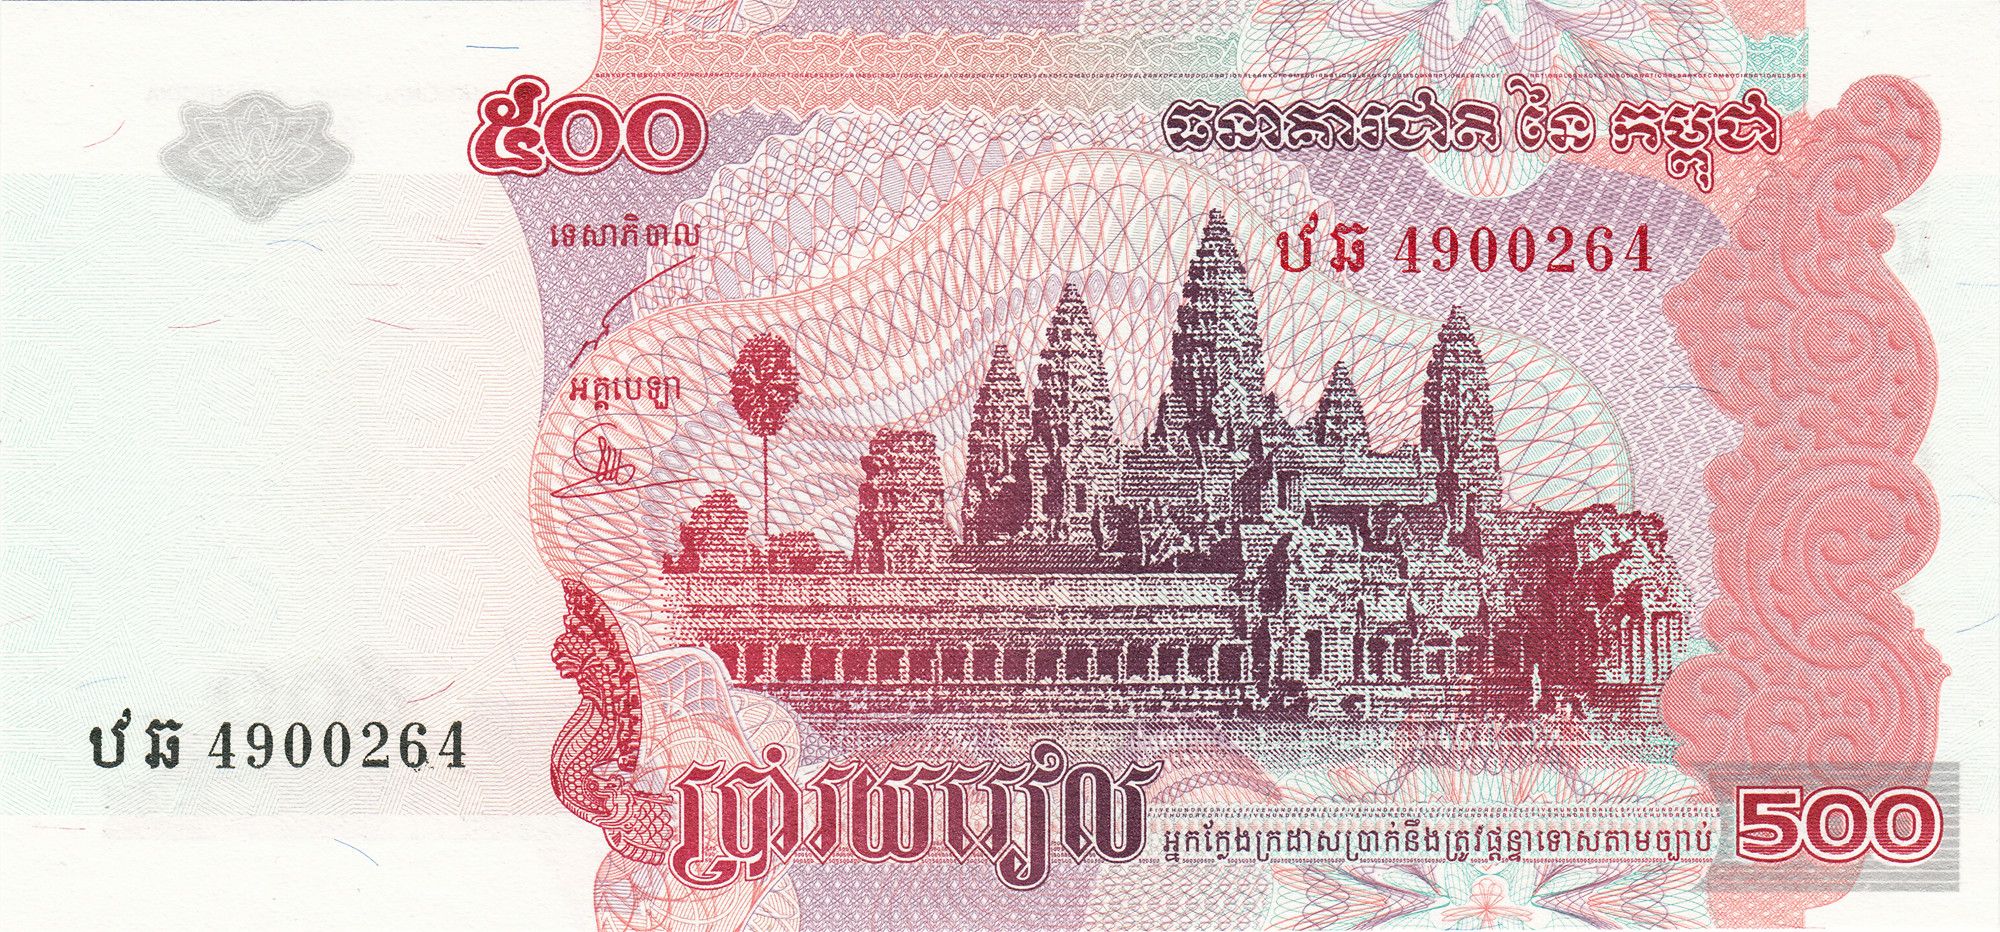 ៥០០
ធនាគារជាតិ នៃ កម្ពុជា
ទេសាភិបាល
ឋ ឆ 4900264
អគ្គបេឡា
ឋ ឆ 4900264
ប្រាំរយរៀល
FIVEHUNDREDRIELSFIVEHUNDREDRIELSFIVEHUNDREDRIELS
អ្នកក្លែងក្រដាសប្រាក់នឹងត្រូវផ្តន្ទាទោសតាមច្បាប់
500